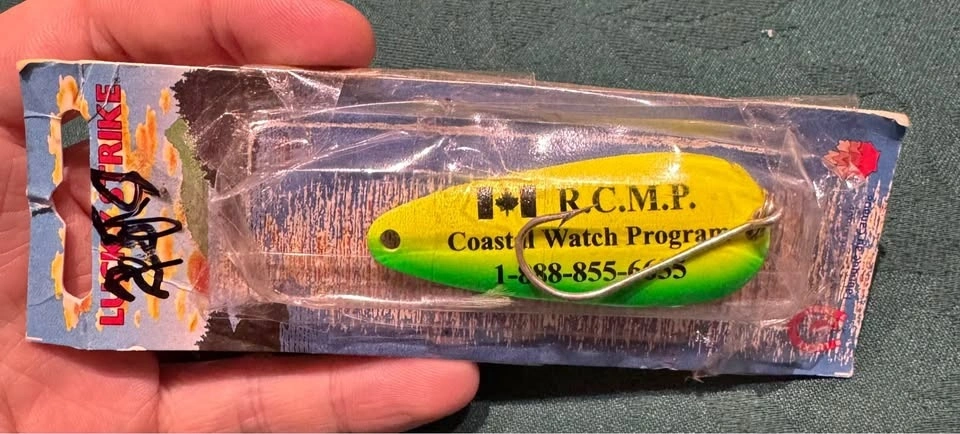 LUCKY STRIKE
R.C.M.P.
Coastal Watch Program
1-888-855-6655